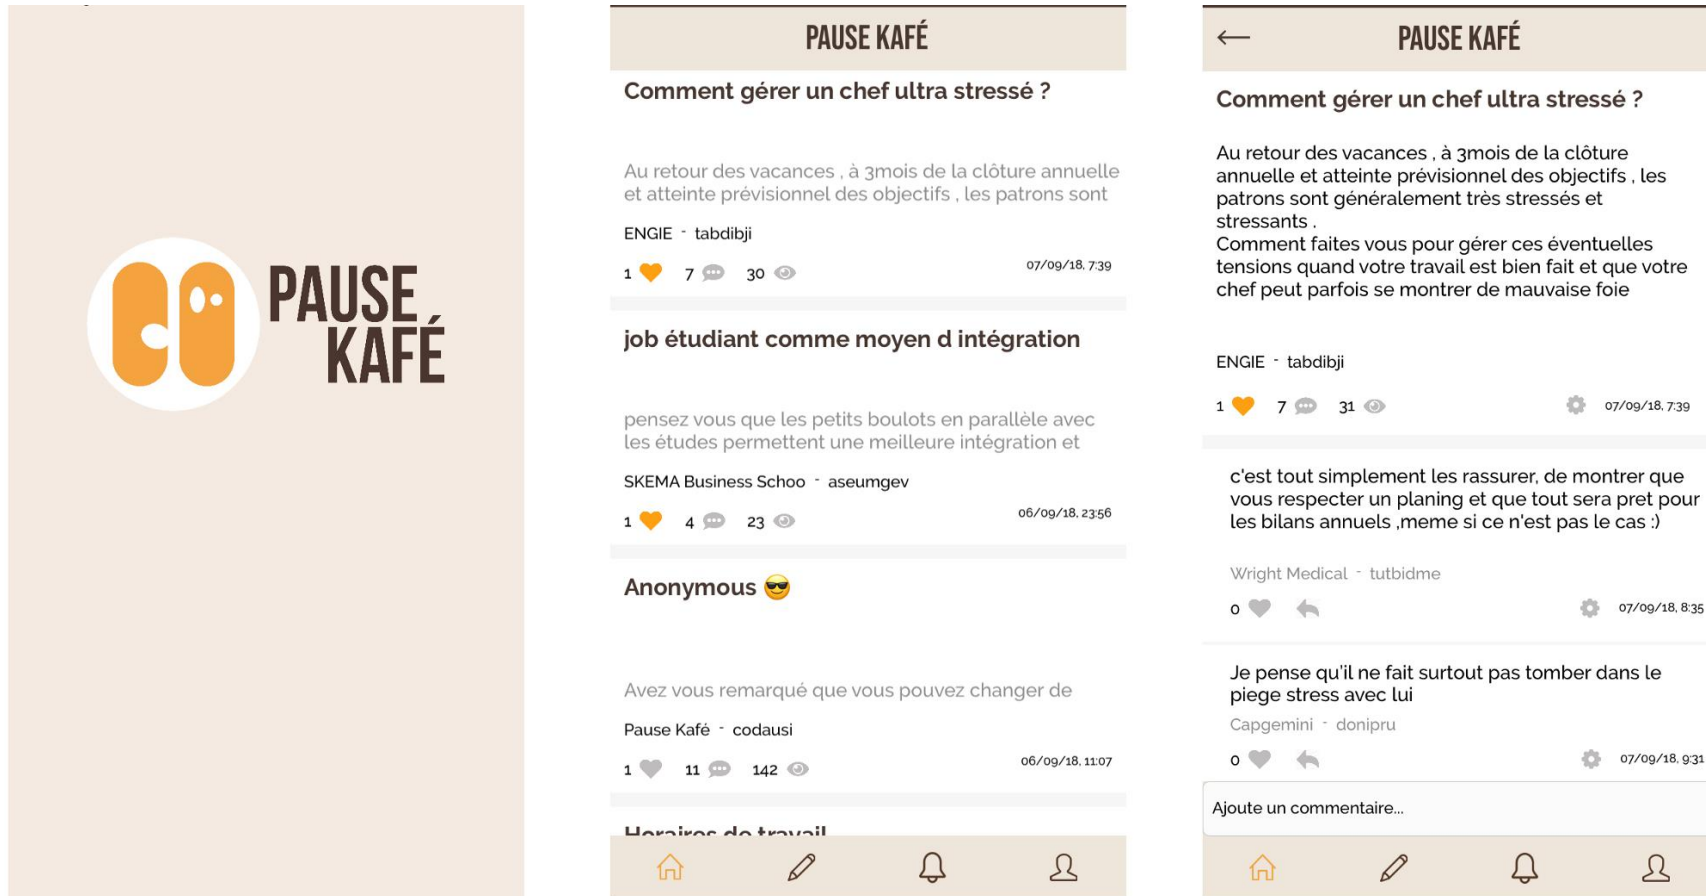 PAUSE
KAFÉ
PAUSE KAFÉ
Comment gérer un chef ultra stressé ?
Au retour des vacances , à 3mois de la clôture annuelle
et atteinte prévisionnel des objectifs , les patrons sont
ENGIE - tabdibji
1 7 30 07/09/18, 7:39
job étudiant comme moyen d intégration
pensez vous que les petits boulots en parallèle avec
les études permettent une meilleure intégration et
SKEMA Business Schoo - aseumgev
1 4 23 06/09/18, 23:56
Anonymous 😎
Avez vous remarqué que vous pouvez changer de
Pause Kafé - codausi
1 11 142 06/09/18, 11:07
Horaires de travail
PAUSE KAFÉ
Comment gérer un chef ultra stressé ?
Au retour des vacances , à 3mois de la clôture
annuelle et atteinte prévisionnel des objectifs , les
patrons sont généralement très stressés et
stressants .
Comment faites vous pour gérer ces éventuelles
tensions quand votre travail est bien fait et que votre
chef peut parfois se montrer de mauvaise foie
ENGIE - tabdibji
1 7 31 07/09/18, 7:39
c'est tout simplement les rassurer, de montrer que
vous respecter un planing et que tout sera pret pour
les bilans annuels ,meme si ce n'est pas le cas :)
Wright Medical - tutbidme
0 07/09/18, 8:35
Je pense qu'il ne fait surtout pas tomber dans le
piege stress avec lui
Capgemini - donipru
0 07/09/18, 9:31
Ajoute un commentaire...